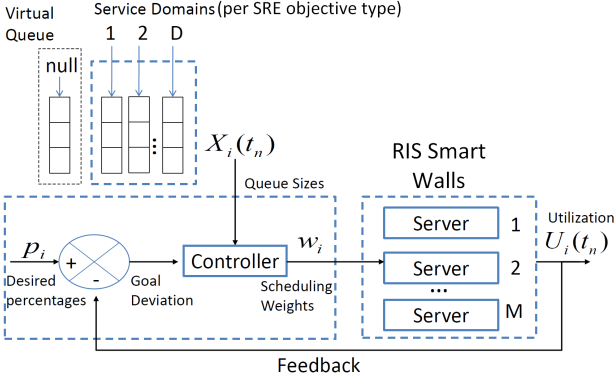 Virtual
Queue
Service Domains(per SRE objective type)
1 2 D
null
...
X_i(t_n)
Queue Sizes
RIS Smart
Walls
Server 1
Server 2
...
Server M
Utilization
U_i(t_n)
p_i
+
-
Desired
percentages
Goal
Deviation
Controller
w_i
Scheduling
Weights
Feedback